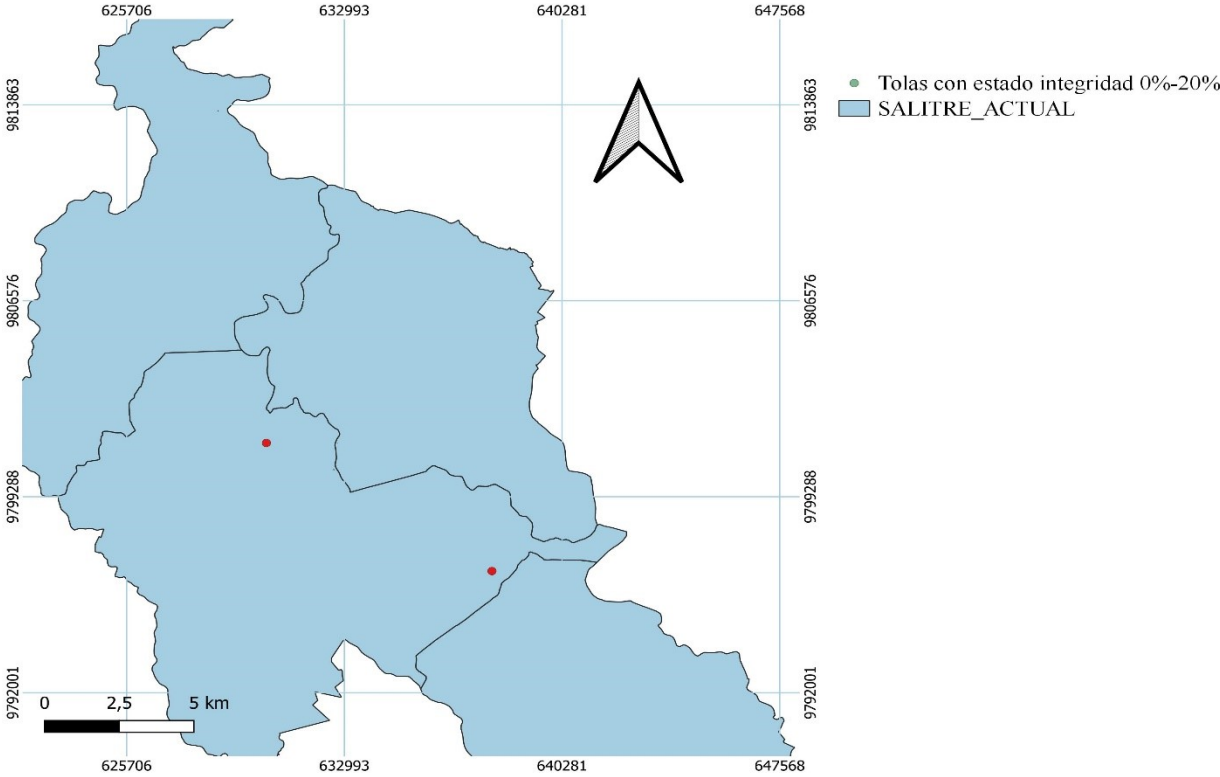 625706 632993 640281 647568
Tolas con estado integridad 0%-20%
SALITRE_ACTUAL
9813863 9813863
9806576 9806576
9799288 9799288
9792001 9792001
0 2,5 5 km
625706 632993 640281 647568